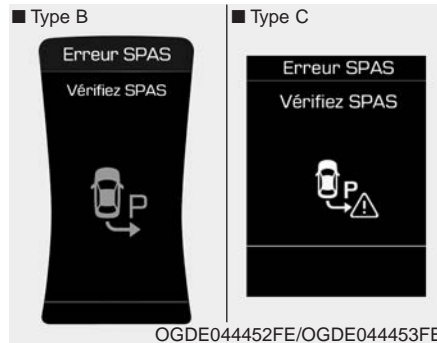 ■ Type B
Erreur SPAS
Vérifiez SPAS
P
■ Type C
Erreur SPAS
Vérifiez SPAS
P
OGDE044452FE/OGDE044453FE